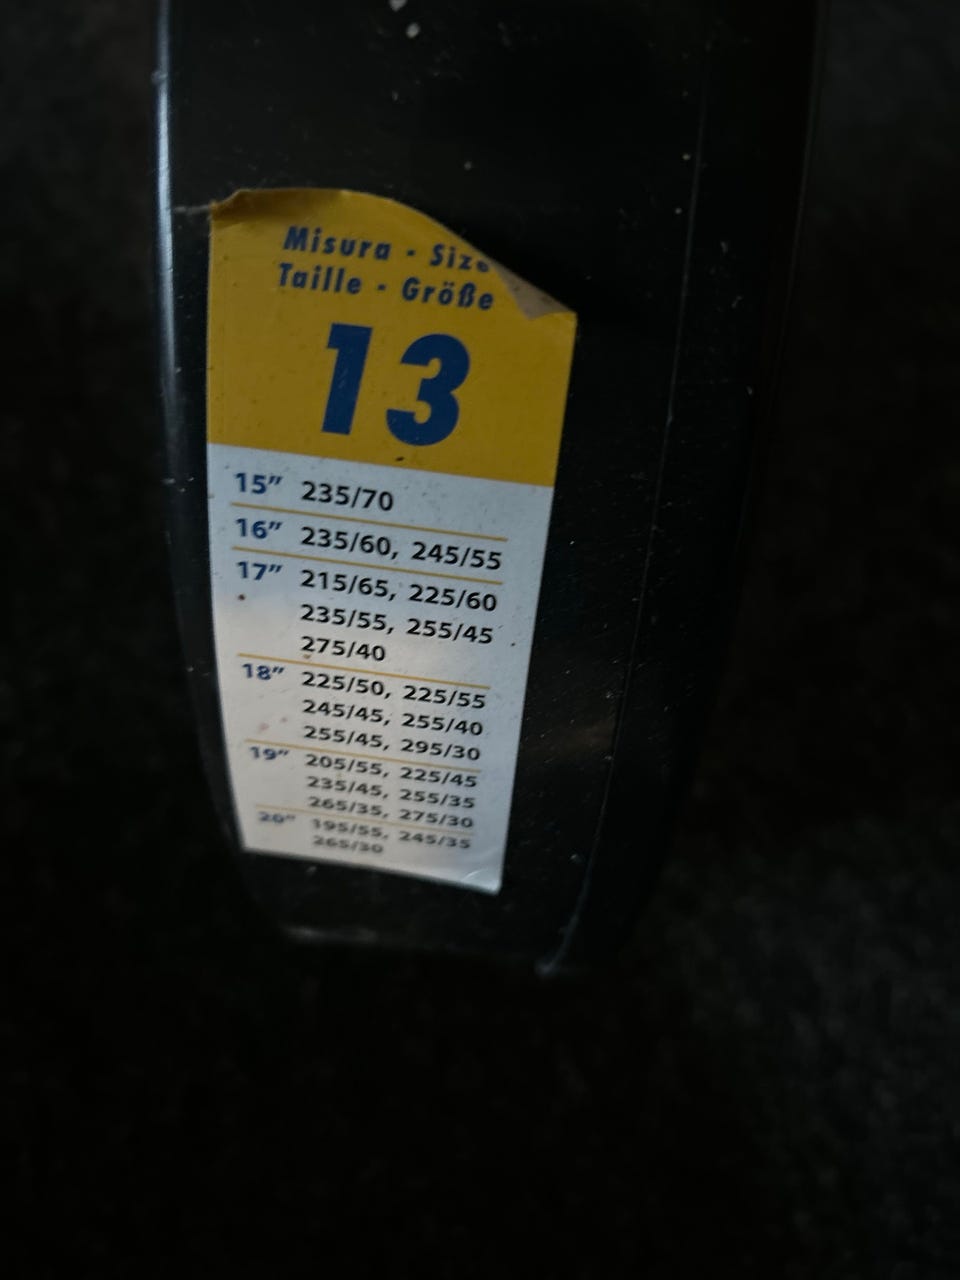 Misura - Size
Taille - Größe
13
15” 235/70
16” 235/60, 245/55
17” 215/65, 225/60
235/55, 255/45
275/40
18” 225/50, 225/55
245/45, 255/40
255/45, 295/30
19” 205/55, 225/45
235/45, 255/35
265/35, 275/30
20” 195/55, 245/35
265/30